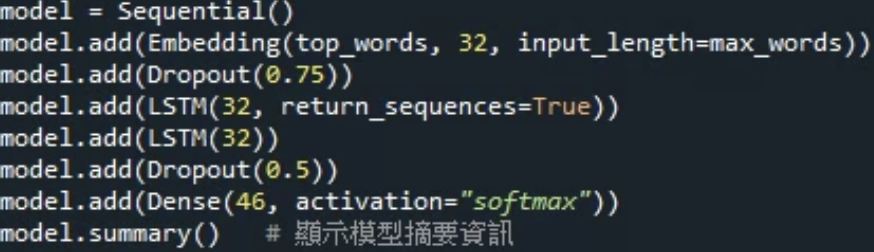 model = Sequential()
model.add(Embedding(top_words, 32, input_length=max_words))
model.add(Dropout(0.75))
model.add(LSTM(32, return_sequences=True))
model.add(LSTM(32))
model.add(Dropout(0.5))
model.add(Dense(46, activation="softmax"))
model.summary()   # 顯示模型摘要資訊